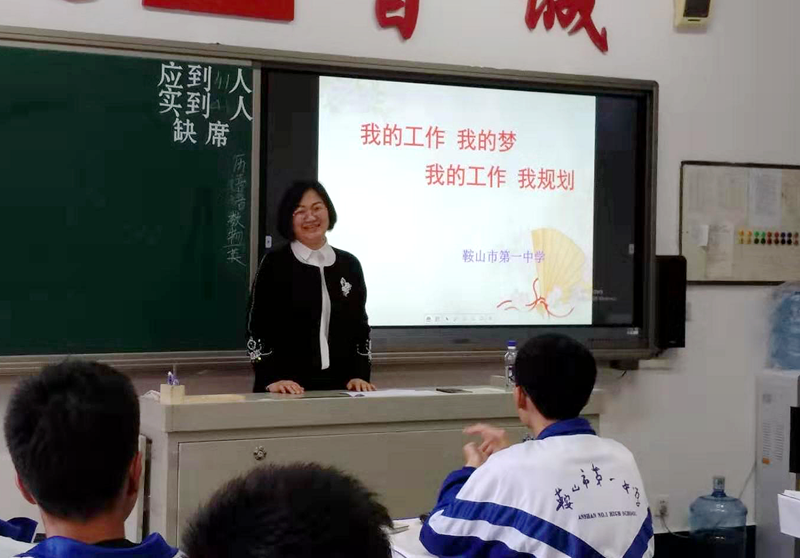 应到 人
实到 人
缺席
我的工作 我的梦
我的工作 我规划
鞍山市第一中学
鞍山市第一中学
ANSHAN NO.1 HIGH SCHOOL